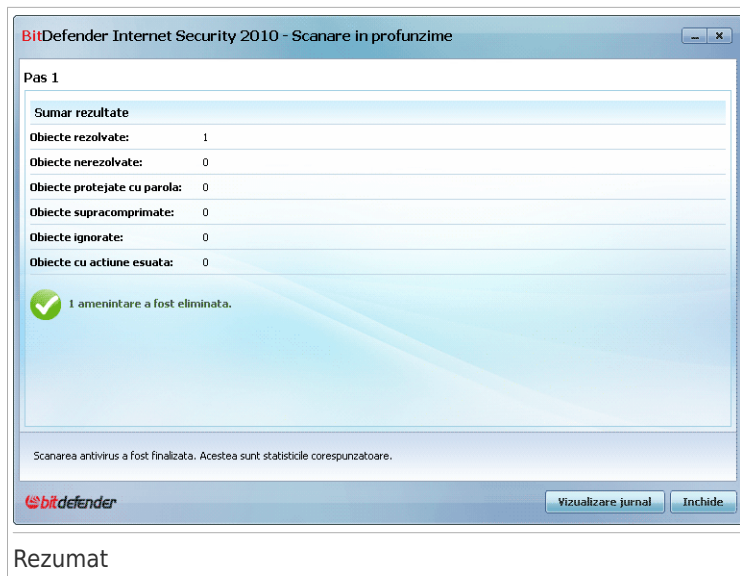 BitDefender Internet Security 2010 - Scanare in profunzime
Pas 1
Sumar rezultate
Obiecte rezolvate: 1
Obiecte nerezolvate: 0
Obiecte protejate cu parola: 0
Obiecte supracomprimate: 0
Obiecte ignorate: 0
Obiecte cu actiune esuata: 0
1 amenintare a fost eliminata.
Scanarea antivirus a fost finalizata. Acestea sunt statisticile corespunzatoare.
bitdefender Vizualizare jurnal Inchide
Rezumat